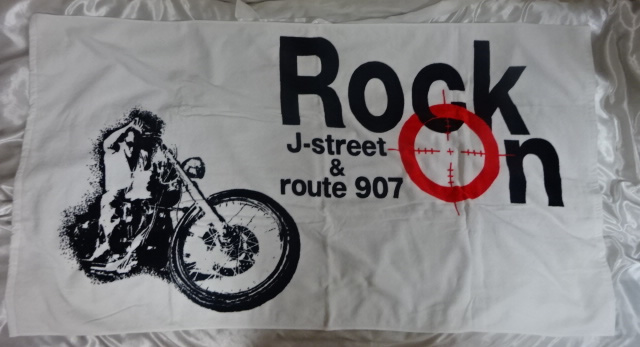 Rock
On
J-street
&
route 907